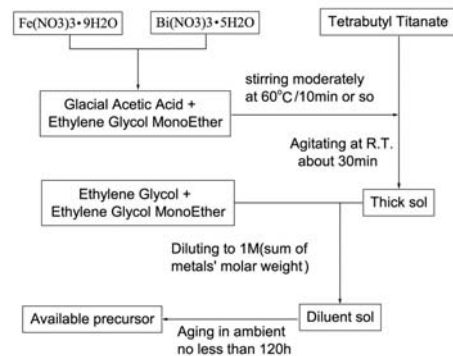 Fe(NO3)3•9H2O
Bi(NO3)3•5H2O
Tetrabutyl Titanate
stirring moderately
at 60℃/10min or so
Glacial Acetic Acid +
Ethylene Glycol MonoEther
Agitating at R.T.
about 30min
Ethylene Glycol +
Ethylene Glycol MonoEther
Thick sol
Diluting to 1M(sum of
metals' molar weight)
Available precursor
Diluent sol
Aging in ambient
no less than 120h